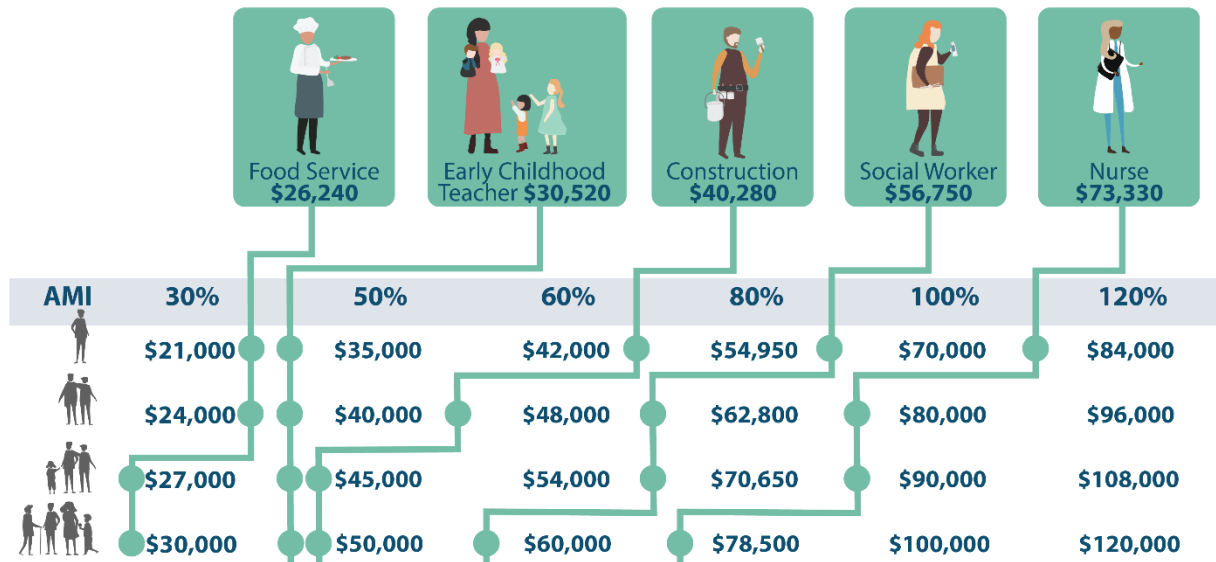 Food Service
$26,240
Early Childhood
Teacher $30,520
Construction
$40,280
Social Worker
$56,750
Nurse
$73,330
AMI 30% 50% 60% 80% 100% 120%
$21,000 $35,000 $42,000 $54,950 $70,000 $84,000
$24,000 $40,000 $48,000 $62,800 $80,000 $96,000
$27,000 $45,000 $54,000 $70,650 $90,000 $108,000
$30,000 $50,000 $60,000 $78,500 $100,000 $120,000